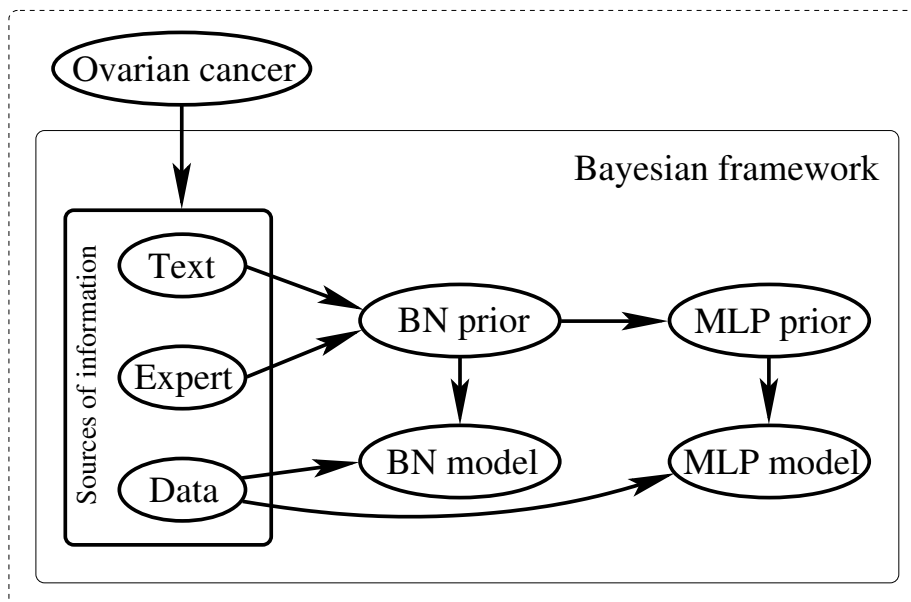 Ovarian cancer
Bayesian framework
Sources of information
Text
Expert
Data
BN prior
MLP prior
BN model
MLP model